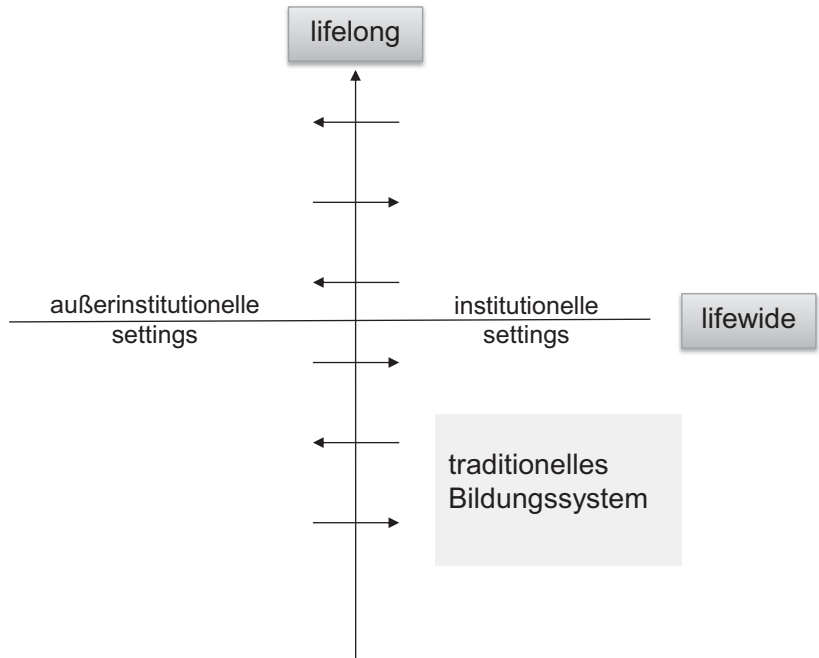 lifelong
außerinstitutionelle
settings
institutionelle
settings
lifewide
traditionelles
Bildungssystem